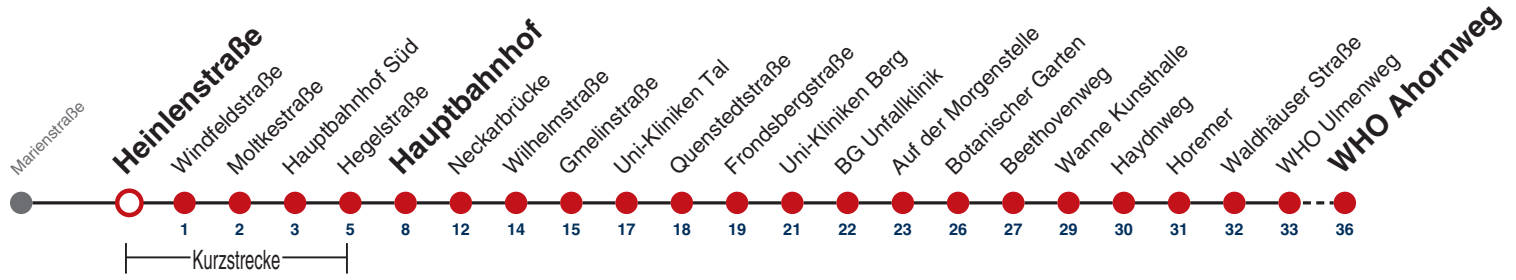 Marienstraße
Heinlenstraße
Windfeldstraße
Moltkestraße
Hauptbahnhof Süd
Hegelstraße
Hauptbahnhof
Neckarbrücke
Wilhelmstraße
Gmelinstraße
Uni-Kliniken Tal
Quenstedtstraße
Frondsbergstraße
Uni-Kliniken Berg
BG Unfallklinik
Auf der Morgenstelle
Botanischer Garten
Beethovenweg
Wanne Kunsthalle
Haydnweg
Horemer
Waldhäuser Straße
WHO Ulmenweg
WHO Ahornweg
1 2 3 5 8 12 14 15 17 18 19 21 22 23 26 27 29 30 31 32 33 36
Kurzstrecke